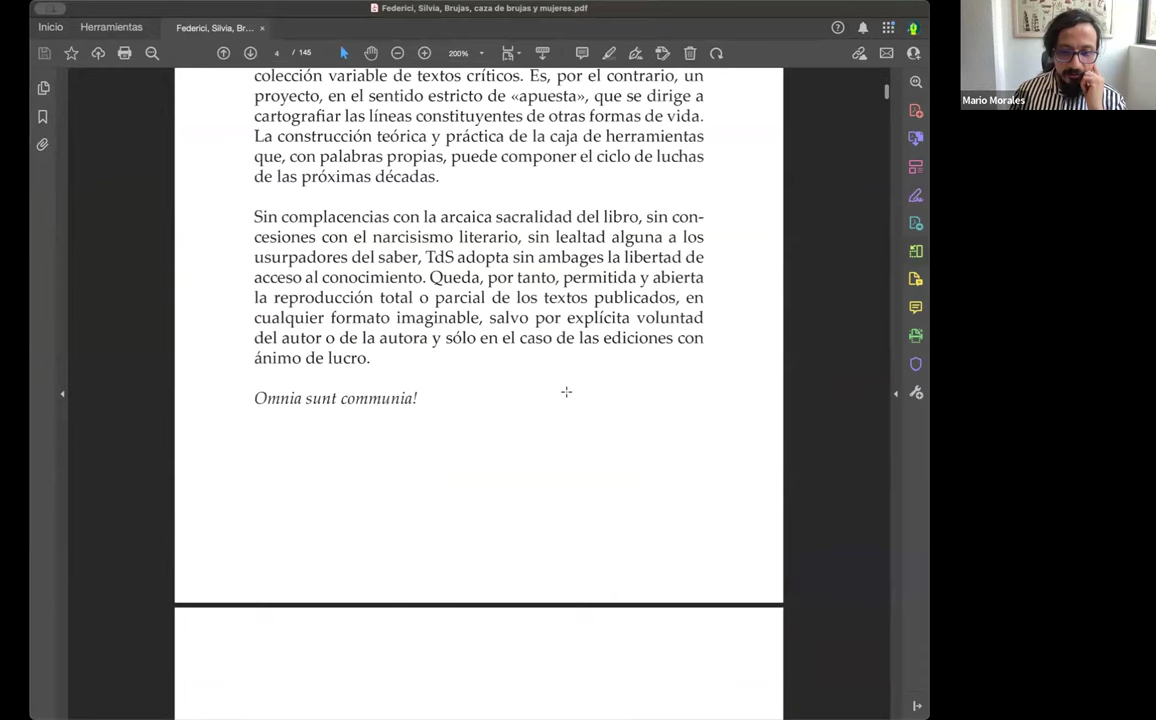 Federici, Silvia, Brujas, caza de brujas y mujeres.pdf
Inicio
Herramientas
Federici, Silvia, Br... ×
4 / 145
200%
colección variable de textos críticos. Es, por el contrario, un
proyecto, en el sentido estricto de «apuesta», que se dirige a
cartografiar las líneas constituyentes de otras formas de vida.
La construcción teórica y práctica de la caja de herramientas
que, con palabras propias, puede componer el ciclo de luchas
de las próximas décadas.
Sin complacencias con la arcaica sacralidad del libro, sin con-
cesiones con el narcisismo literario, sin lealtad alguna a los
usurpadores del saber, TdS adopta sin ambages la libertad de
acceso al conocimiento. Queda, por tanto, permitida y abierta
la reproducción total o parcial de los textos publicados, en
cualquier formato imaginable, salvo por explícita voluntad
del autor o de la autora y sólo en el caso de las ediciones con
ánimo de lucro.
Omnia sunt communia!
Mario Morales